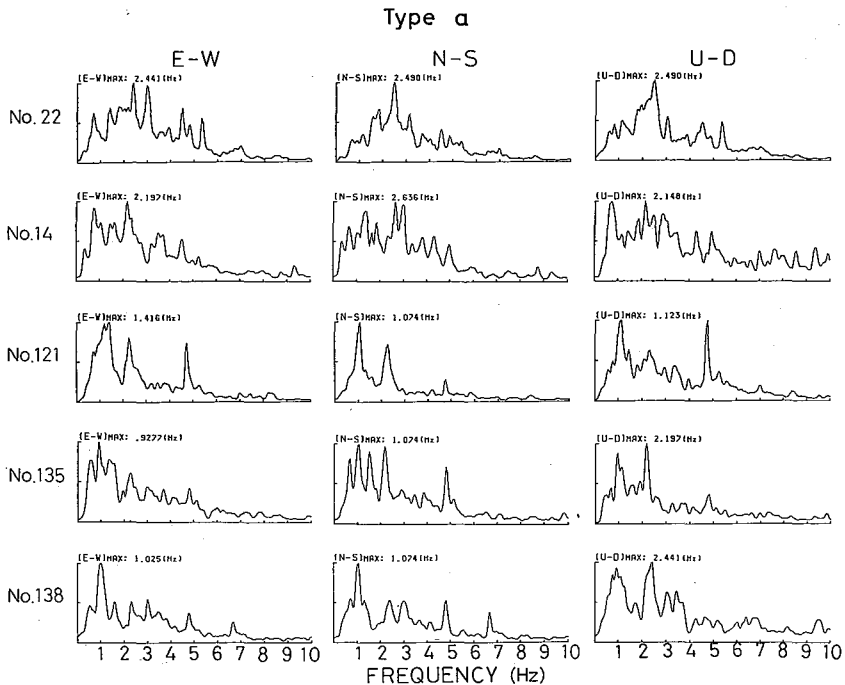 Type a
E-W N-S U-D
No.22
(E-W)MAX: 2.441(Hz) (N-S)MAX: 2.490(Hz) (U-D)MAX: 2.490(Hz)
No.14
(E-W)MAX: 2.197(Hz) (N-S)MAX: 2.636(Hz) (U-D)MAX: 2.148(Hz)
No.121
(E-W)MAX: 1.416(Hz) (N-S)MAX: 1.074(Hz) (U-D)MAX: 1.123(Hz)
No.135
(E-W)MAX: .9277(Hz) (N-S)MAX: 1.074(Hz) (U-D)MAX: 2.197(Hz)
No.138
(E-W)MAX: 1.025(Hz) (N-S)MAX: 1.074(Hz) (U-D)MAX: 2.441(Hz)
1 2 3 4 5 6 7 8 9 10 1 2 3 4 5 6 7 8 9 10 1 2 3 4 5 6 7 8 9 10
FREQUENCY (Hz)